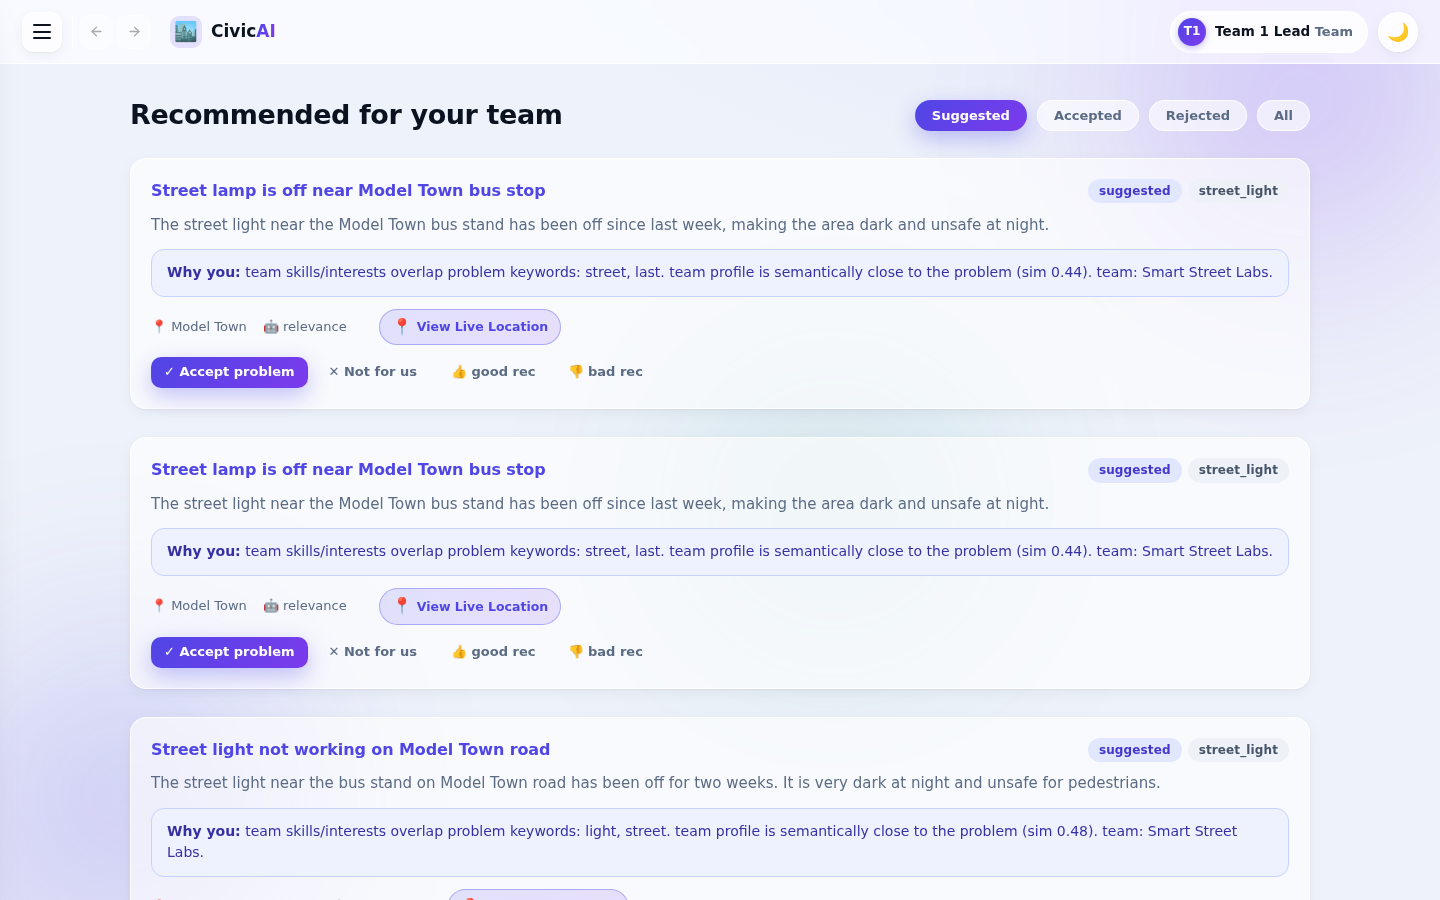 CivicAI
T1 Team 1 Lead Team
Recommended for your team
Suggested Accepted Rejected All
Street lamp is off near Model Town bus stop
suggested street_light
The street light near the Model Town bus stand has been off since last week, making the area dark and unsafe at night.
Why you: team skills/interests overlap problem keywords: street, last. team profile is semantically close to the problem (sim 0.44). team: Smart Street Labs.
Model Town relevance View Live Location
✓ Accept problem ✕ Not for us 👍 good rec 👎 bad rec
Street lamp is off near Model Town bus stop
suggested street_light
The street light near the Model Town bus stand has been off since last week, making the area dark and unsafe at night.
Why you: team skills/interests overlap problem keywords: street, last. team profile is semantically close to the problem (sim 0.44). team: Smart Street Labs.
Model Town relevance View Live Location
✓ Accept problem ✕ Not for us 👍 good rec 👎 bad rec
Street light not working on Model Town road
suggested street_light
The street light near the bus stand on Model Town road has been off for two weeks. It is very dark at night and unsafe for pedestrians.
Why you: team skills/interests overlap problem keywords: light, street. team profile is semantically close to the problem (sim 0.48). team: Smart Street
Labs.